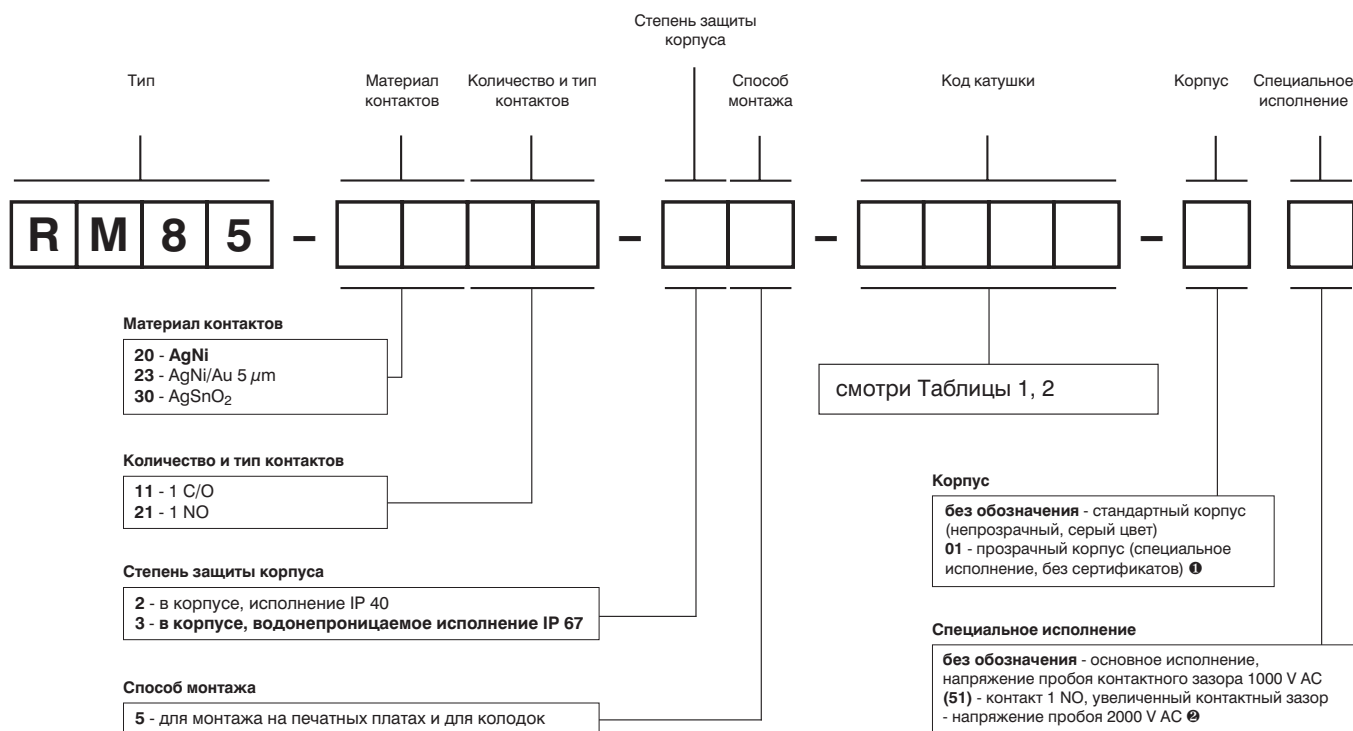 Степень защиты
корпуса
Тип
Материал
контактов
Количество и тип
контактов
Способ
монтажа
Код катушки
Корпус
Специальное
исполнение
R M 8 5 – – – –
Материал контактов
20 - AgNi
23 - AgNi/Au 5 μm
30 - AgSnO₂
смотри Таблицы 1, 2
Количество и тип контактов
11 - 1 C/O
21 - 1 NO
Корпус
без обозначения - стандартный корпус
(непрозрачный, серый цвет)
01 - прозрачный корпус (специальное
исполнение, без сертификатов) ❶
Степень защиты корпуса
2 - в корпусе, исполнение IP 40
3 - в корпусе, водонепроницаемое исполнение IP 67
Специальное исполнение
без обозначения - основное исполнение,
напряжение пробоя контактного зазора 1000 V AC
(51) - контакт 1 NO, увеличенный контактный зазор
- напряжение пробоя 2000 V AC ❷
Способ монтажа
5 - для монтажа на печатных платах и для колодок